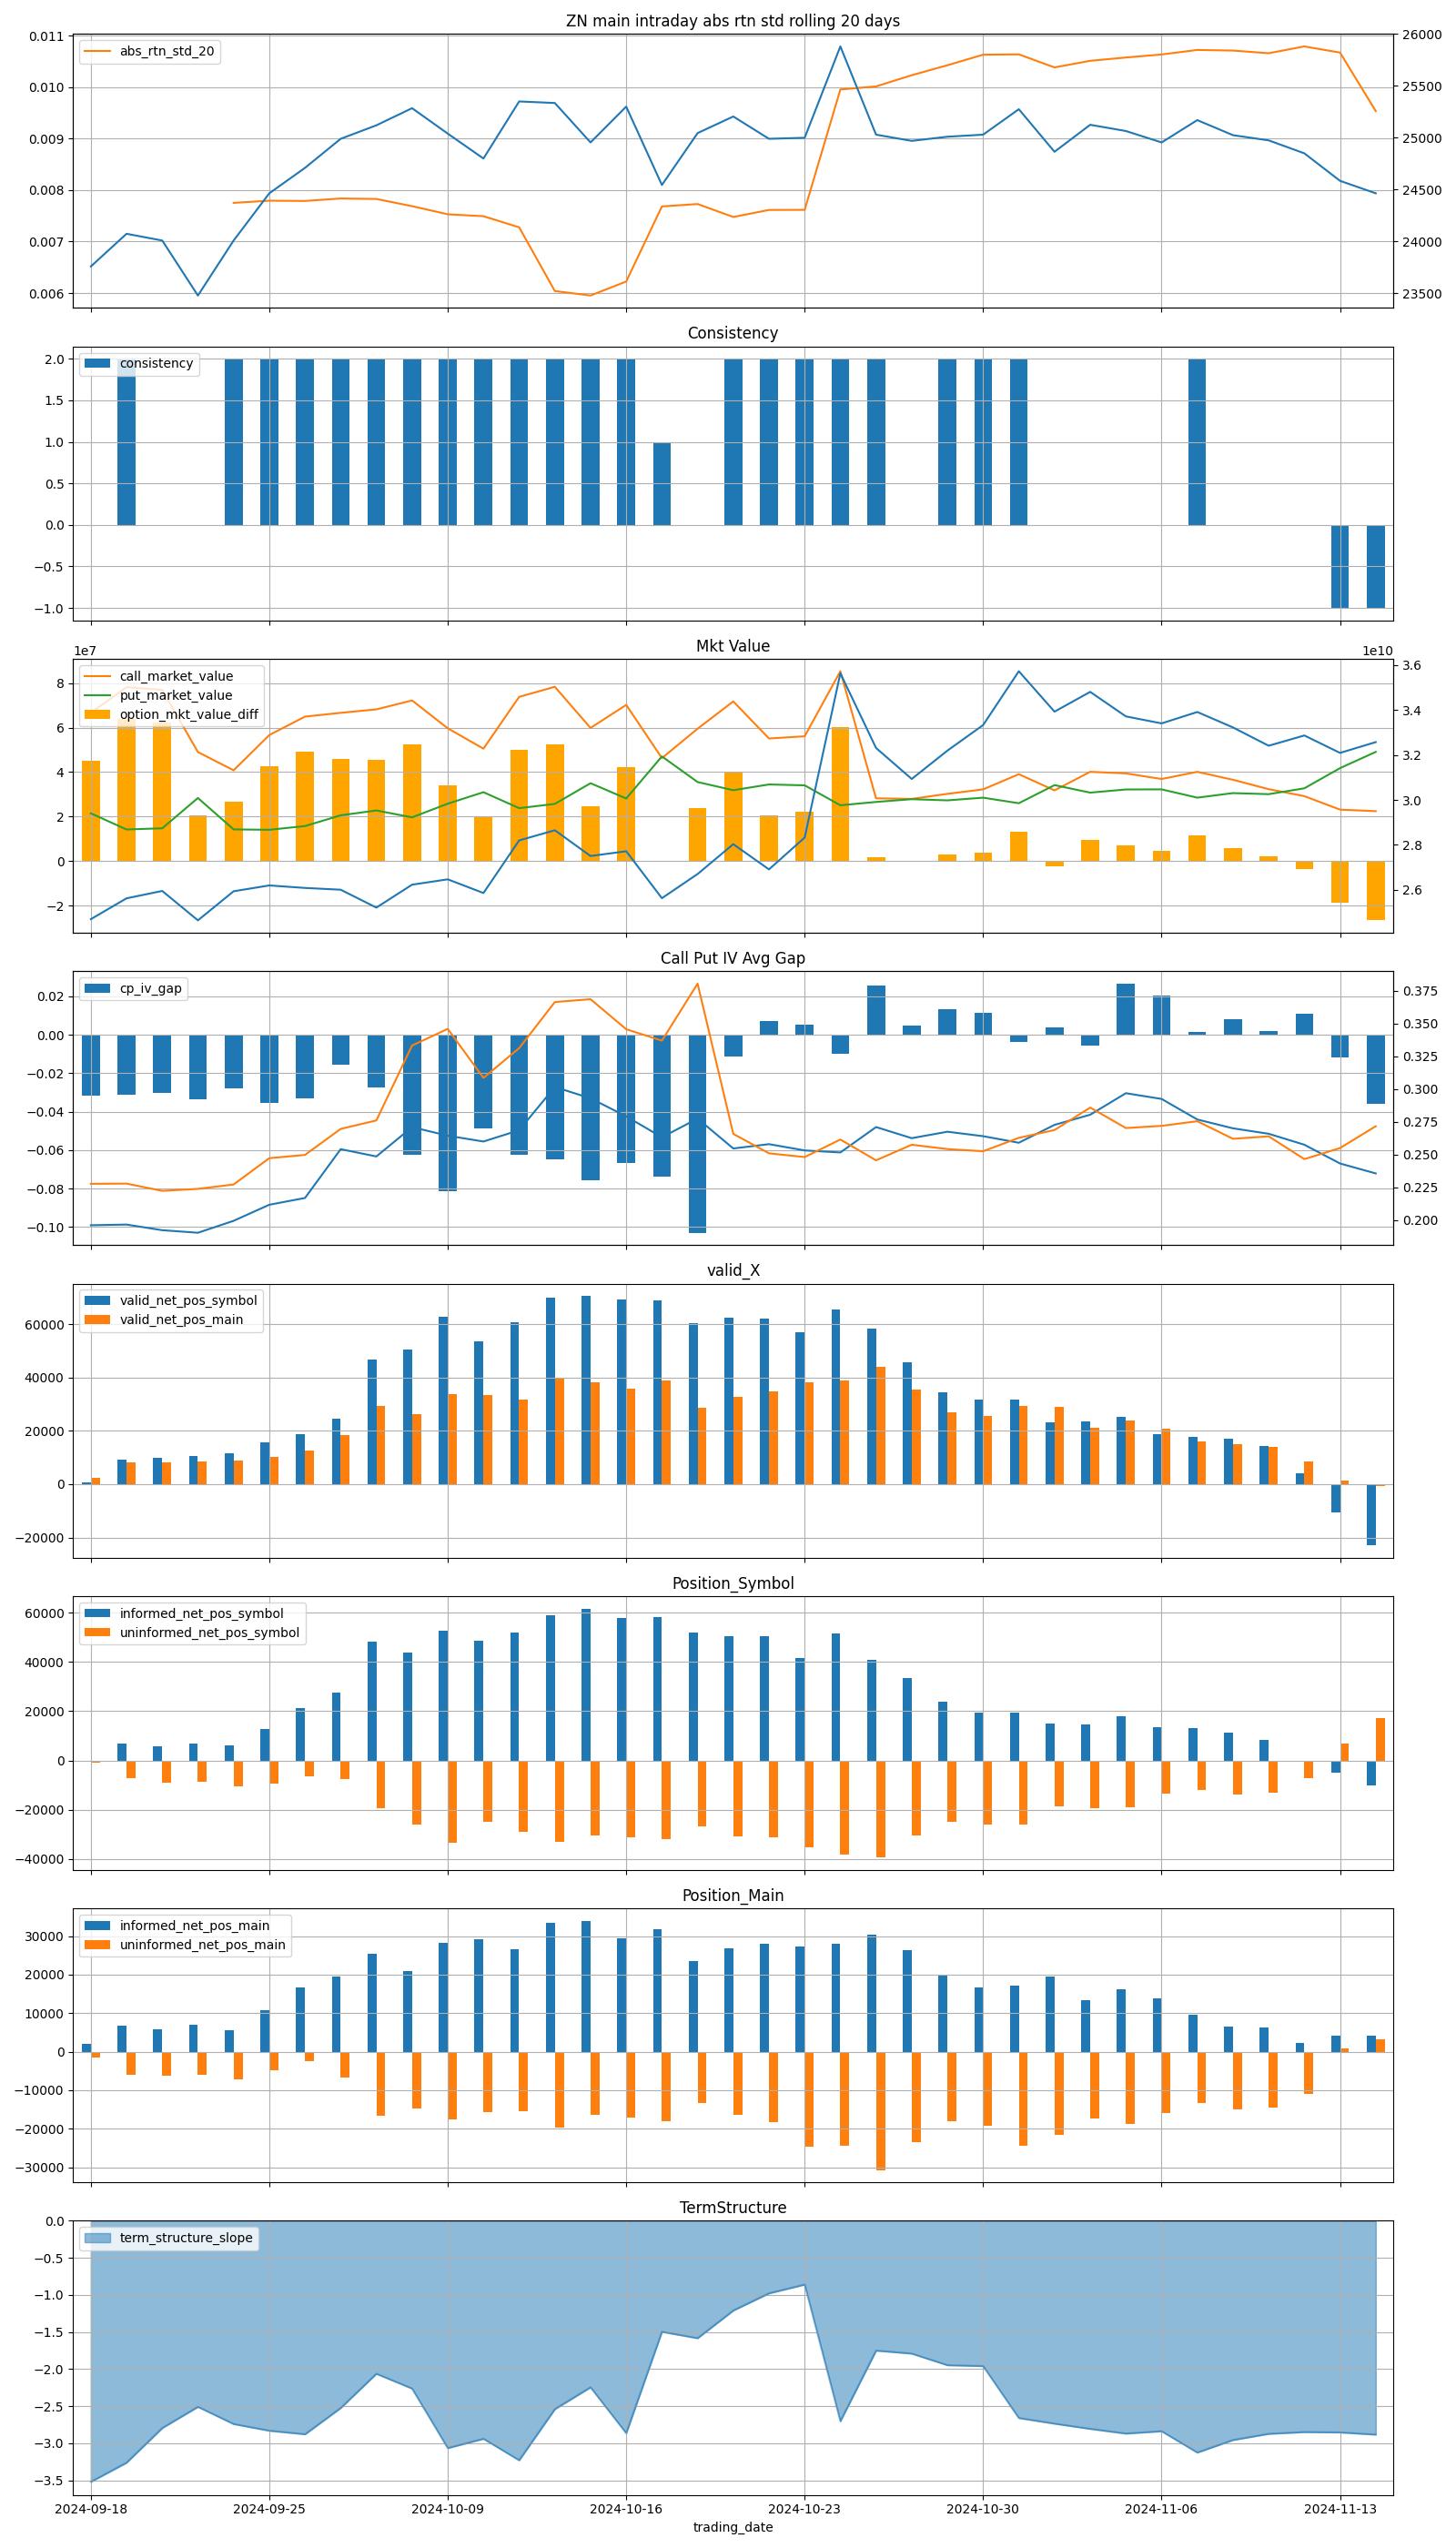 ZN main intraday abs rtn std rolling 20 days
abs_rtn_std_20
0.011
0.010
0.009
0.008
0.007
0.006
26000
25500
25000
24500
24000
23500
Consistency
consistency
2.0
1.5
1.0
0.5
0.0
−0.5
−1.0
Mkt Value
1e7
1e10
call_market_value
put_market_value
option_mkt_value_diff
8
6
4
2
0
−2
3.6
3.4
3.2
3.0
2.8
2.6
Call Put IV Avg Gap
cp_iv_gap
0.02
0.00
−0.02
−0.04
−0.06
−0.08
−0.10
0.375
0.350
0.325
0.300
0.275
0.250
0.225
0.200
valid_X
valid_net_pos_symbol
valid_net_pos_main
60000
40000
20000
0
−20000
Position_Symbol
informed_net_pos_symbol
uninformed_net_pos_symbol
60000
40000
20000
0
−20000
−40000
Position_Main
informed_net_pos_main
uninformed_net_pos_main
30000
20000
10000
0
−10000
−20000
−30000
TermStructure
term_structure_slope
0.0
−0.5
−1.0
−1.5
−2.0
−2.5
−3.0
−3.5
2024-09-18 2024-09-25 2024-10-09 2024-10-16 2024-10-23 2024-10-30 2024-11-06 2024-11-13
trading_date